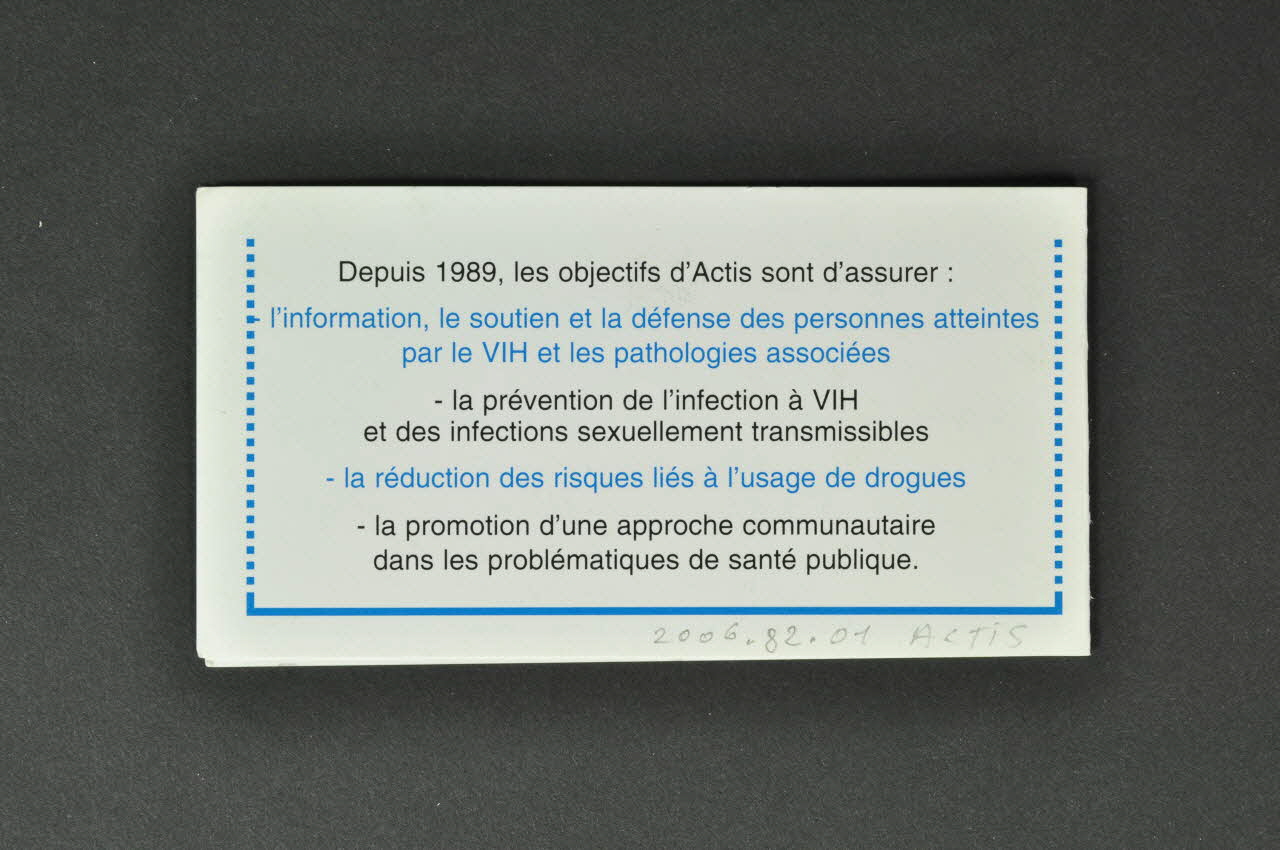 Depuis 1989, les objectifs d'Actis sont d'assurer :
- l'information, le soutien et la défense des personnes atteintes
par le VIH et les pathologies associées
- la prévention de l'infection à VIH
et des infections sexuellement transmissibles
- la réduction des risques liés à l'usage de drogues
- la promotion d'une approche communautaire
dans les problématiques de santé publique.
2006.82.01 ACTIS